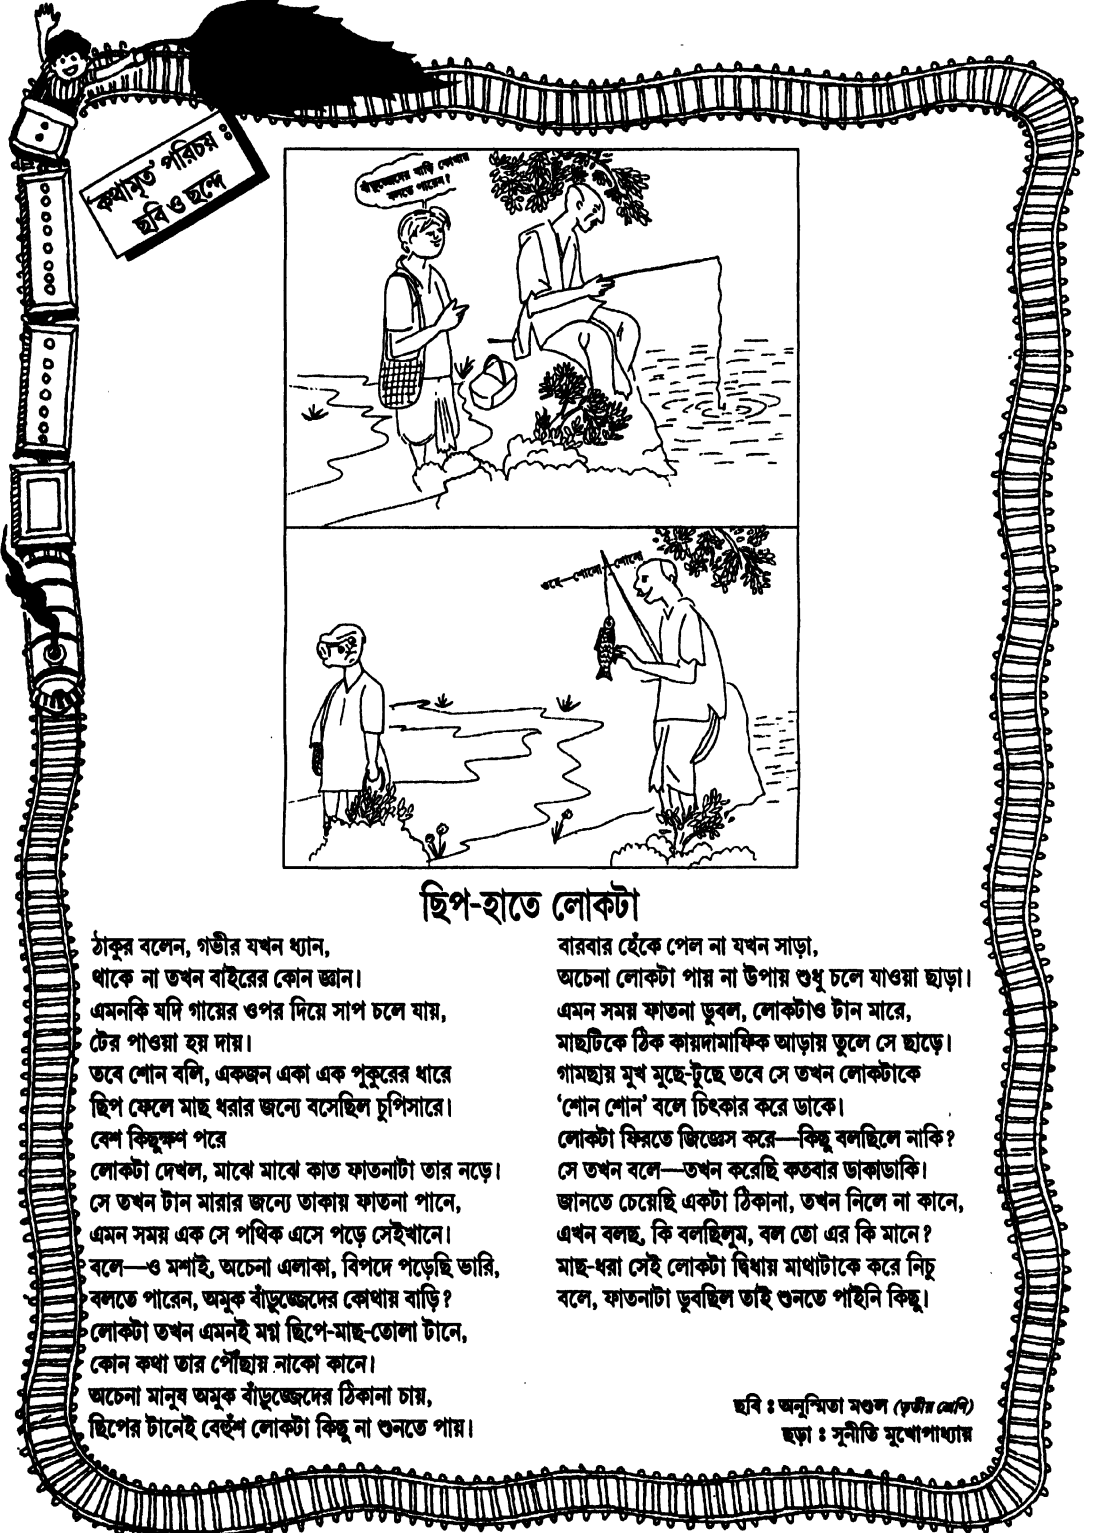 'কথামৃত' পরিচয় :
ছবি ও ছন্দে
বাঁড়ুজ্জেদের বাড়ি কোথায়
বলতে পারেন?
ওহে—শোনো শোনো
ছিপ-হাতে লোকটা
ঠাকুর বলেন, গভীর যখন ধ্যান,
থাকে না তখন বাইরের কোন জ্ঞান।
এমনকি যদি গায়ের ওপর দিয়ে সাপ চলে যায়,
টের পাওয়া হয় দায়।
তবে শোন বলি, একজন একা এক পুকুরের ধারে
ছিপ ফেলে মাছ ধরার জন্যে বসেছিল চুপিসারে।
বেশ কিছুক্ষণ পরে
লোকটা দেখল, মাঝে মাঝে কাত ফাতনাটা তার নড়ে।
সে তখন টান মারার জন্যে তাকায় ফাতনা পানে,
এমন সময় এক সে পথিক এসে পড়ে সেইখানে।
বলে—ও মশাই, অচেনা এলাকা, বিপদে পড়েছি ভারি,
বলতে পারেন, অমুক বাঁড়ুজ্জেদের কোথায় বাড়ি?
লোকটা তখন এমনই মগ্ন ছিপে-মাছ-তোলা টানে,
কোন কথা তার পৌঁছায় নাকো কানে।
অচেনা মানুষ অমুক বাঁড়ুজ্জেদের ঠিকানা চায়,
ছিপের টানেই বেহুঁশ লোকটা কিছু না শুনতে পায়।
বারবার হেঁকে পেল না যখন সাড়া,
অচেনা লোকটা পায় না উপায় শুধু চলে যাওয়া ছাড়া।
এমন সময় ফাতনা ডুবল, লোকটাও টান মারে,
মাছটিকে ঠিক কায়দামাফিক আড়ায় তুলে সে ছাড়ে।
গামছায় মুখ মুছে-টুছে তবে সে তখন লোকটাকে
'শোন শোন' বলে চিৎকার করে ডাকে।
লোকটা ফিরতে জিজ্ঞেস করে—কিছু বলছিলে নাকি?
সে তখন বলে—তখন করেছি কতবার ডাকাডাকি।
জানতে চেয়েছি একটা ঠিকানা, তখন নিলে না কানে,
এখন বলছ, কি বলছিলুম, বল তো এর কি মানে?
মাছ-ধরা সেই লোকটা দ্বিধায় মাথাটাকে করে নিচু
বলে, ফাতনাটা ডুবছিল তাই শুনতে পাইনি কিছু।
ছবি : অনুস্মিতা মণ্ডল (তৃতীয় শ্রেণি)
ছড়া : সুনীতি মুখোপাধ্যায়